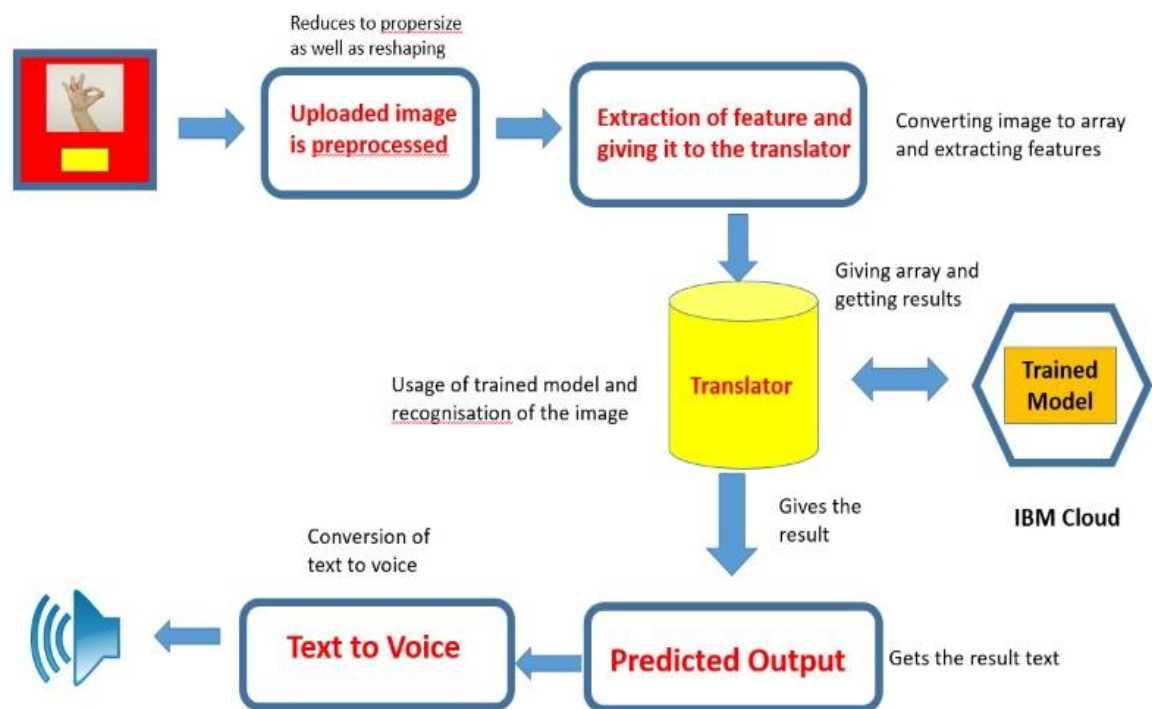 Reduces to propersize
as well as reshaping
Uploaded image
is preprocessed
Extraction of feature and
giving it to the translator
Converting image to array
and extracting features
Giving array and
getting results
Translator
Usage of trained model and
recognisation of the image
Trained
Model
IBM Cloud
Gives the
result
Conversion of
text to voice
Text to Voice
Predicted Output
Gets the result text